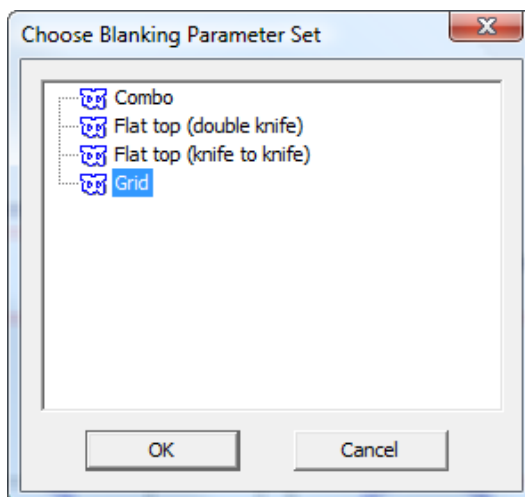 Choose Blanking Parameter Set
Combo
Flat top (double knife)
Flat top (knife to knife)
Grid
OK Cancel